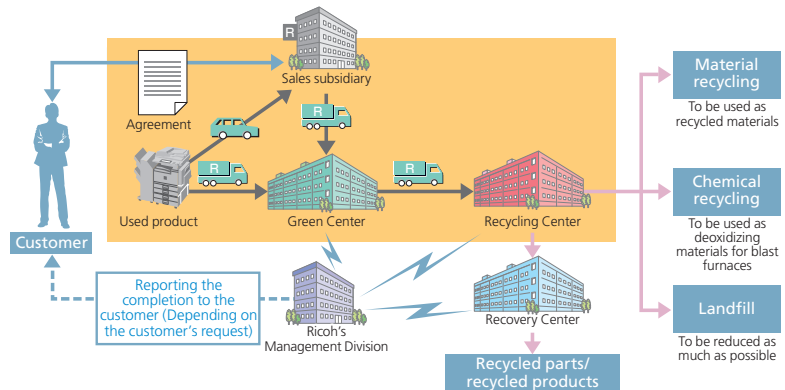 R
Sales subsidiary
Agreement
R
Used product
R
Green Center
R
Recycling Center
Customer
Reporting the
completion to the
customer (Depending on
the customer's request)
Ricoh's
Management Division
Recovery Center
Recycled parts/
recycled products
Material
recycling
To be used as
recycled materials
Chemical
recycling
To be used as
deoxidizing
materials for blast
furnaces
Landfill
To be reduced as
much as possible